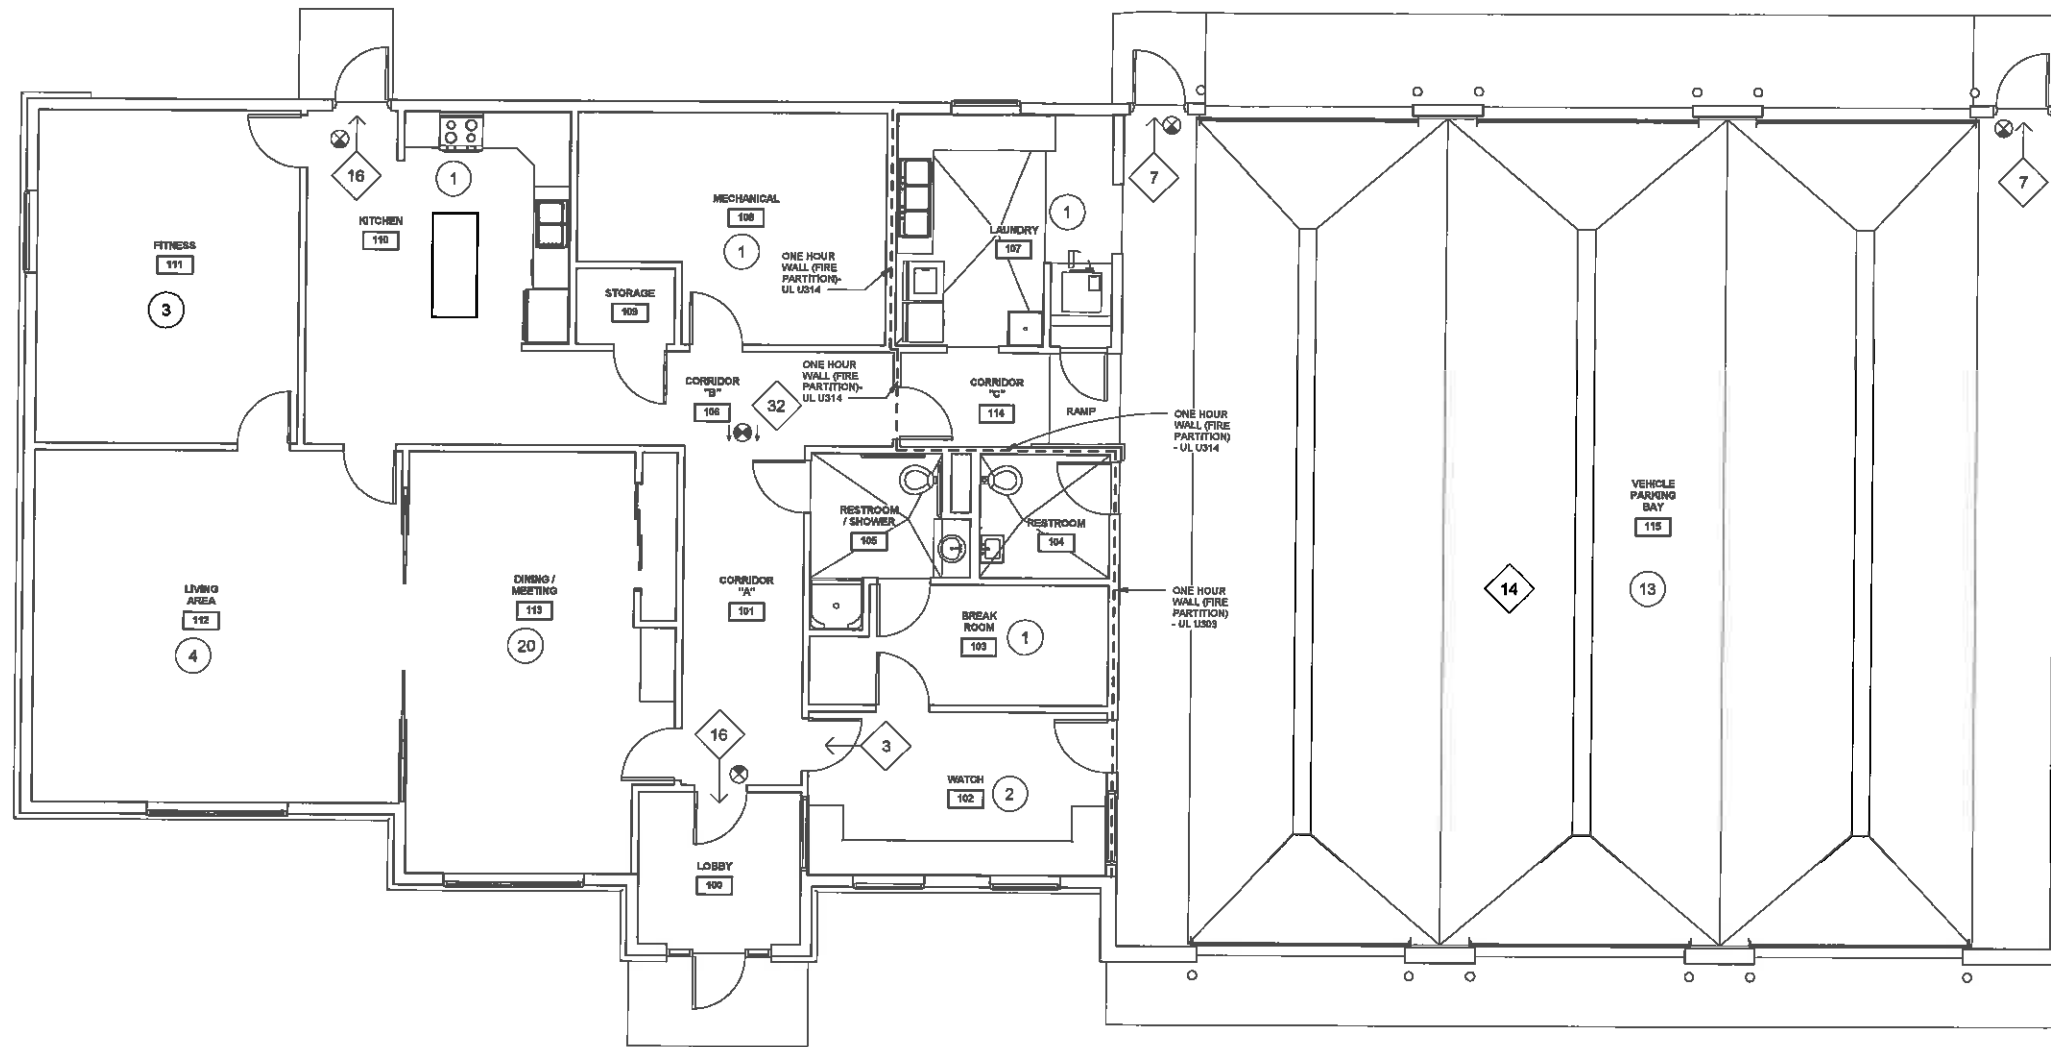 16
1
KITCHEN
110
FITNESS
111
3
MECHANICAL
108
1
ONE HOUR
WALL (FIRE
PARTITION)-
UL U314
STORAGE
109
LAUNDRY
107
1
7
7
CORRIDOR
"B"
106
32
ONE HOUR
WALL (FIRE
PARTITION)-
UL U314
CORRIDOR
"C"
114
RAMP
ONE HOUR
WALL (FIRE
PARTITION)
- UL U314
RESTROOM
/ SHOWER
105
RESTROOM
104
VEHICLE
PARKING
BAY
115
13
14
LIVING
AREA
112
4
DINING /
MEETING
113
20
CORRIDOR
"A"
101
BREAK
ROOM
103
1
ONE HOUR
WALL (FIRE
PARTITION)
- UL U303
16
3
WATCH
102
2
LOBBY
100